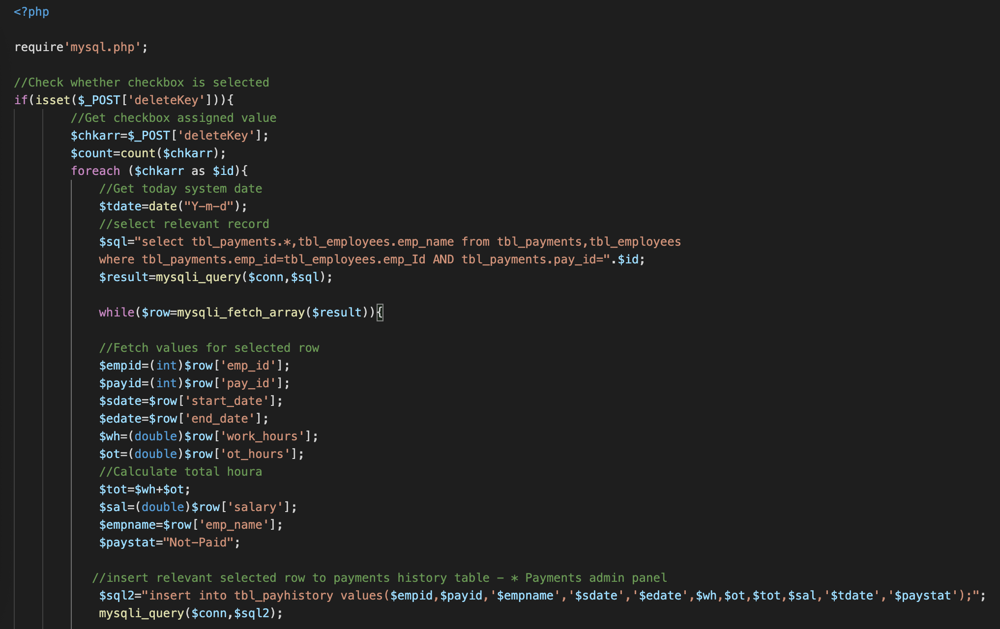 <?php
require'mysql.php';
//Check whether checkbox is selected
if(isset($_POST['deleteKey'])){
//Get checkbox assigned value
$chkarr=$_POST['deleteKey'];
$count=count($chkarr);
foreach ($chkarr as $id){
//Get today system date
$tdate=date("Y-m-d");
//select relevant record
$sql="select tbl_payments.*,tbl_employees.emp_name from tbl_payments,tbl_employees
where tbl_payments.emp_id=tbl_employees.emp_Id AND tbl_payments.pay_id=".$id;
$result=mysqli_query($conn,$sql);
while($row=mysqli_fetch_array($result)){
//Fetch values for selected row
$empid=(int)$row['emp_id'];
$payid=(int)$row['pay_id'];
$sdate=$row['start_date'];
$edate=$row['end_date'];
$wh=(double)$row['work_hours'];
$ot=(double)$row['ot_hours'];
//Calculate total houra
$tot=$wh+$ot;
$sal=(double)$row['salary'];
$empname=$row['emp_name'];
$paystat="Not-Paid";
//insert relevant selected row to payments history table - * Payments admin panel
$sql2="insert into tbl_payhistory values($empid,$payid,'$empname','$sdate','$edate',$wh,$ot,$tot,$sal,'$tdate','$paystat');";
mysqli_query($conn,$sql2);